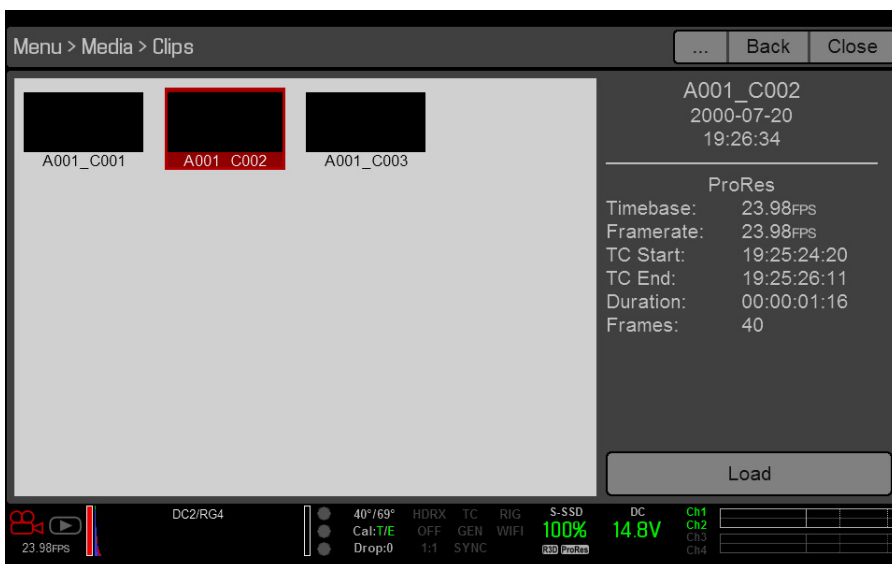 Menu > Media > Clips
... Back Close
A001_C001 A001_C002 A001_C003
A001_C002
2000-07-20
19:26:34
ProRes
Timebase: 23.98FPS
Framerate: 23.98FPS
TC Start: 19:25:24:20
TC End: 19:25:26:11
Duration: 00:00:01:16
Frames: 40
Load
23.98FPS
DC2/RG4
40°/69° HDRX TC RIG
Cal:T/E OFF GEN WIFI
Drop:0 1:1 SYNC
S-SSD
100%
R3D ProRes
DC
14.8V
Ch1
Ch2
Ch3
Ch4